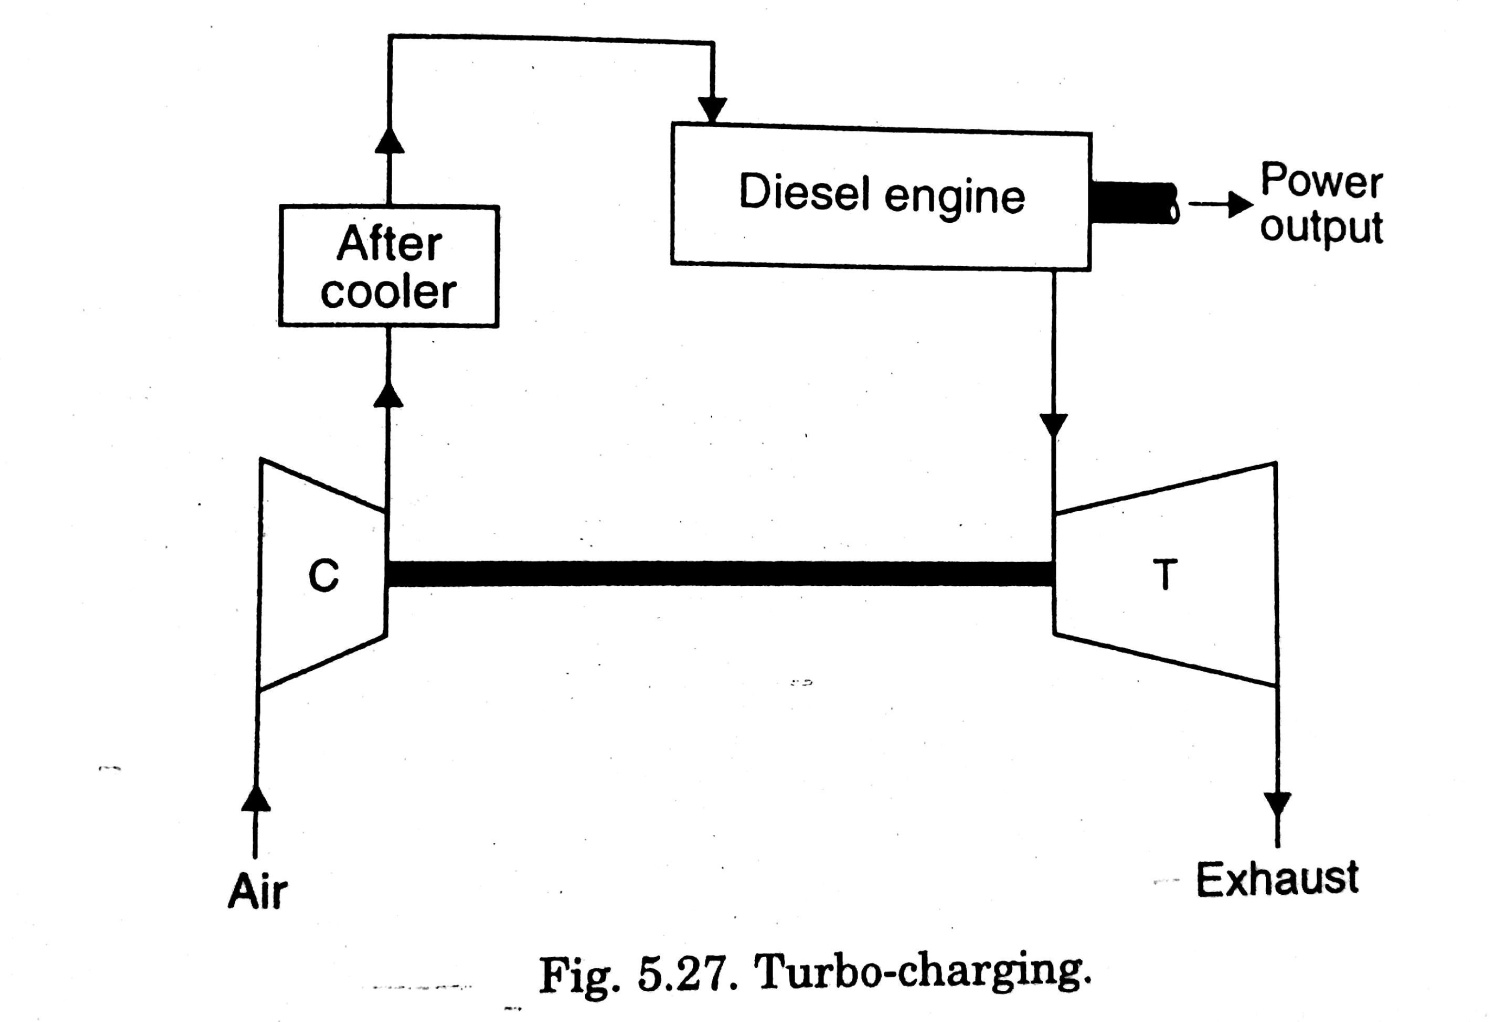 Diesel engine
Power
output
After
cooler
C
T
Air
Exhaust
Fig. 5.27. Turbo-charging.